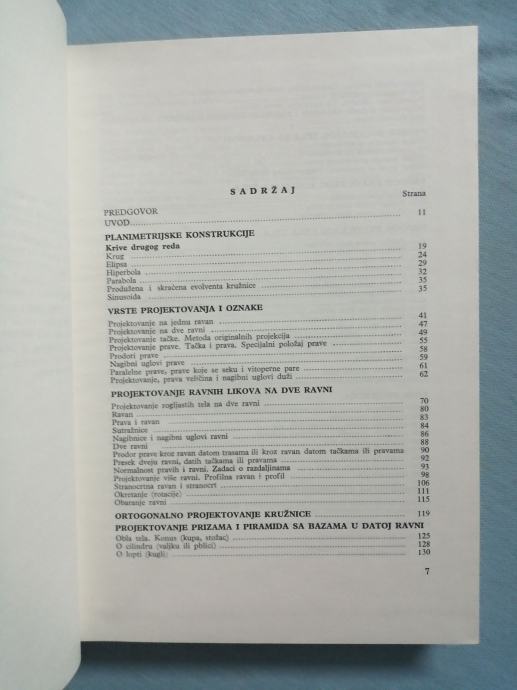 SADRŽAJ
Strana
PREDGOVOR
UVOD 11
PLANIMETRIJSKE KONSTRUKCIJE
Krive drugog reda
Krug 19
Elipsa 24
Hiperbola 29
Parabola 32
Produžena i skraćena evolventa kružnice 35
Sinusoida 35
VRSTE PROJEKTOVANJA I OZNAKE
Projektovanje na jednu ravan 41
Projektovanje na dve ravni 47
Projektovanje tačke. Metoda originalnih projekcija 49
Projektovanje prave. Tačka i prava. Specijalni položaj prave 55
Prodori prave 58
Nagibni uglovi prave 59
Paralelne prave, prave koje se seku i vitoperne pare 61
Projektovanje, prava veličina i nagibni uglovi duži 62
PROJEKTOVANJE RAVNIH LIKOVA NA DVE RAVNI
Projektovanje rogljastih tela na dve ravni 70
Ravan 80
Prava i ravan 83
Sutražnice 84
Nagibnice i nagibni uglovi ravni 86
Dve ravni 88
Prodor prave kroz ravan datom trasama ili kroz ravan datom tačkama ili pravama 90
Presek dveju ravni, datih tačkama ili pravama 92
Normalnost pravih i ravni. Zadaci o razdaljinama 93
Projektovanje više ravni. Profilna ravan i profil 98
Stranocrtna ravan i stranocrt 106
Okretanje (rotacije) 111
Obaranje ravni 115
ORTOGONALNO PROJEKTOVANJE KRUŽNICE 119
PROJEKTOVANJE PRIZAMA I PIRAMIDA SA BAZAMA U DATOJ RAVNI
Obla tela. Konus (kupa, stožac) 125
O cilindru (valjku ili oblici) 128
O lopti (kugli) 130
7